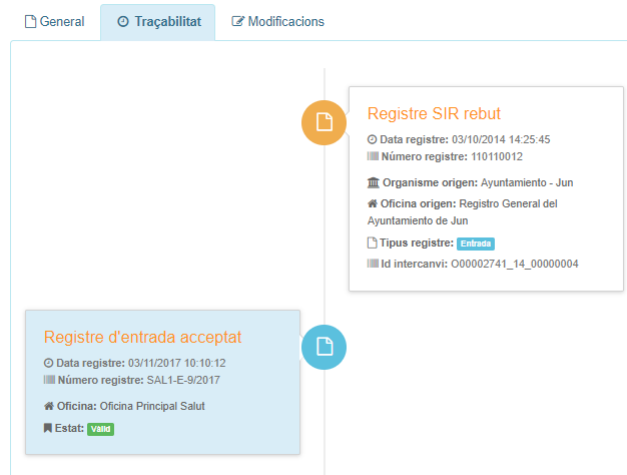 General
Traçabilitat
Modificacions
Registre SIR rebut
Data registre: 03/10/2014 14:25:45
Número registre: 110110012
Organisme origen: Ayuntamiento - Jun
Oficina origen: Registro General del
Ayuntamiento de Jun
Tipus registre: Entrada
Id intercanvi: O00002741_14_00000004
Registre d'entrada acceptat
Data registre: 03/11/2017 10:10:12
Número registre: SAL1-E-9/2017
Oficina: Oficina Principal Salut
Estat: Vàlid